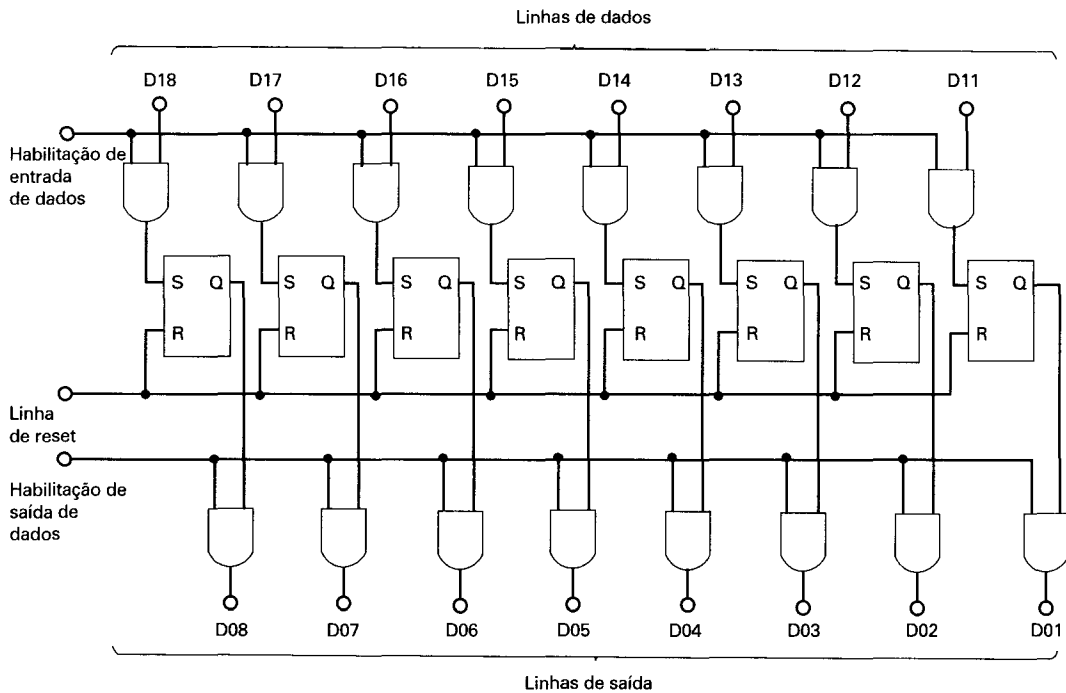 Linhas de dados
D18 D17 D16 D15 D14 D13 D12 D11
Habilitação de
entrada
de dados
S Q S Q S Q S Q S Q S Q S Q S Q
R R R R R R R R
Linha
de reset
Habilitação de
saída de
dados
D08 D07 D06 D05 D04 D03 D02 D01
Linhas de saída